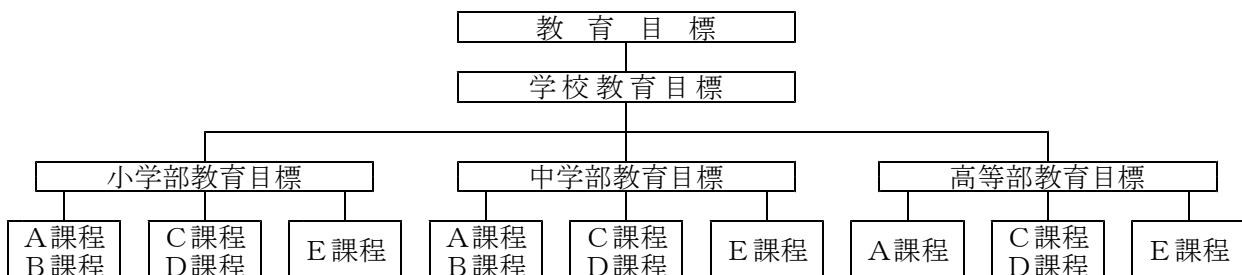 教育目標
学校教育目標
小学部教育目標
中学部教育目標
高等部教育目標
A課程
B課程
C課程
D課程
E課程
A課程
B課程
C課程
D課程
E課程
A課程
C課程
D課程
E課程